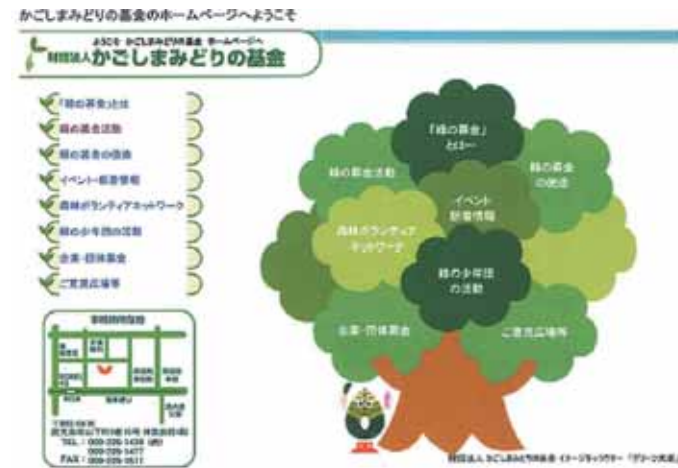 かごしまみどりの基金のホームページへようこそ
ようこそ かごしまみどりの基金 ホームページへ
財団法人かごしまみどりの基金
「緑の募金」とは
緑の募金活動
緑の募金の使途
イベント・新着情報
森林ボランティアネットワーク
緑の少年団の活動
企業・団体募金
ご意見広場等
「緑の募金」
とは…
緑の募金活動
緑の募金
の使途
イベント
新着情報
森林ボランティア
ネットワーク
緑の少年団
の活動
企業・団体募金
ご意見広場等
TEL:
FAX:
財団法人 かごしまみどりの基金 イメージキャラクター